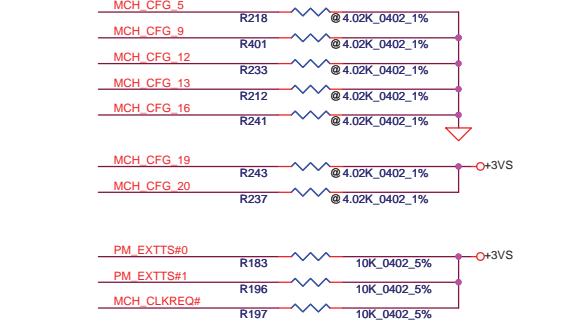 MCH_CFG_5
R218 @ 4.02K_0402_1%
MCH_CFG_9
R401 @ 4.02K_0402_1%
MCH_CFG_12
R233 @ 4.02K_0402_1%
MCH_CFG_13
R212 @ 4.02K_0402_1%
MCH_CFG_16
R241 @ 4.02K_0402_1%
MCH_CFG_19
+3VS
R243 @ 4.02K_0402_1%
MCH_CFG_20
R237 @ 4.02K_0402_1%
PM_EXTTS#0
+3VS
R183 10K_0402_5%
PM_EXTTS#1
R196 10K_0402_5%
MCH_CLKREQ#
R197 10K_0402_5%